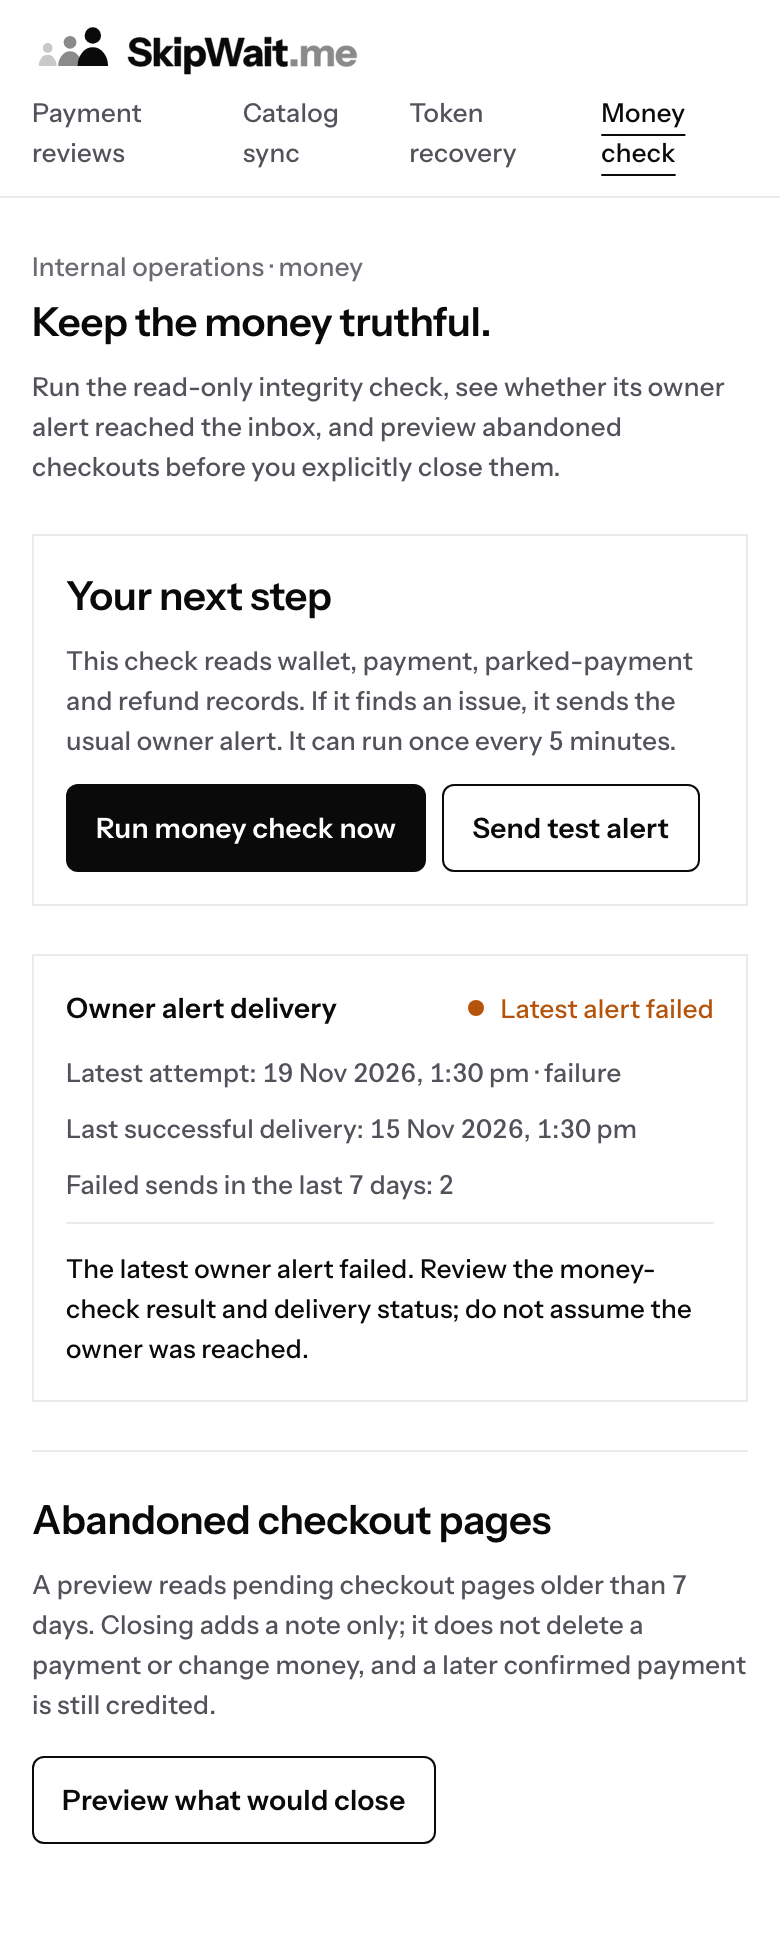 SkipWait.me
Payment reviews
Catalog sync
Token recovery
Money check
Internal operations · money
Keep the money truthful.
Run the read-only integrity check, see whether its owner
alert reached the inbox, and preview abandoned
checkouts before you explicitly close them.
Your next step
This check reads wallet, payment, parked-payment
and refund records. If it finds an issue, it sends the
usual owner alert. It can run once every 5 minutes.
Run money check now
Send test alert
Owner alert delivery
Latest alert failed
Latest attempt: 19 Nov 2026, 1:30 pm · failure
Last successful delivery: 15 Nov 2026, 1:30 pm
Failed sends in the last 7 days: 2
The latest owner alert failed. Review the money-
check result and delivery status; do not assume the
owner was reached.
Abandoned checkout pages
A preview reads pending checkout pages older than 7
days. Closing adds a note only; it does not delete a
payment or change money, and a later confirmed payment
is still credited.
Preview what would close